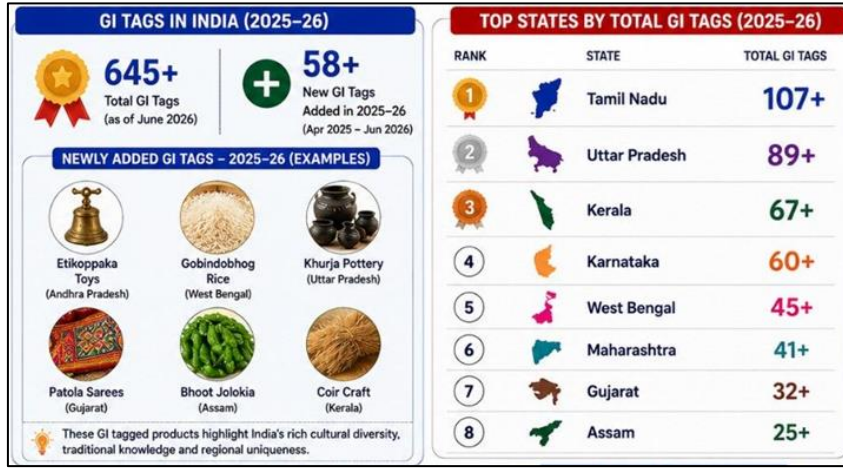 GI TAGS IN INDIA (2025–26)
645+
Total GI Tags
(as of June 2026)
58+
New GI Tags
Added in 2025–26
(Apr 2025 – Jun 2026)
NEWLY ADDED GI TAGS – 2025–26 (EXAMPLES)
Etikoppaka
Toys
(Andhra Pradesh)
Gobindobhog
Rice
(West Bengal)
Khurja Pottery
(Uttar Pradesh)
Patola Sarees
(Gujarat)
Bhoot Jolokia
(Assam)
Coir Craft
(Kerala)
These GI tagged products highlight India's rich cultural diversity,
traditional knowledge and regional uniqueness.
TOP STATES BY TOTAL GI TAGS (2025–26)
RANK STATE TOTAL GI TAGS
1 Tamil Nadu 107+
2 Uttar Pradesh 89+
3 Kerala 67+
4 Karnataka 60+
5 West Bengal 45+
6 Maharashtra 41+
7 Gujarat 32+
8 Assam 25+